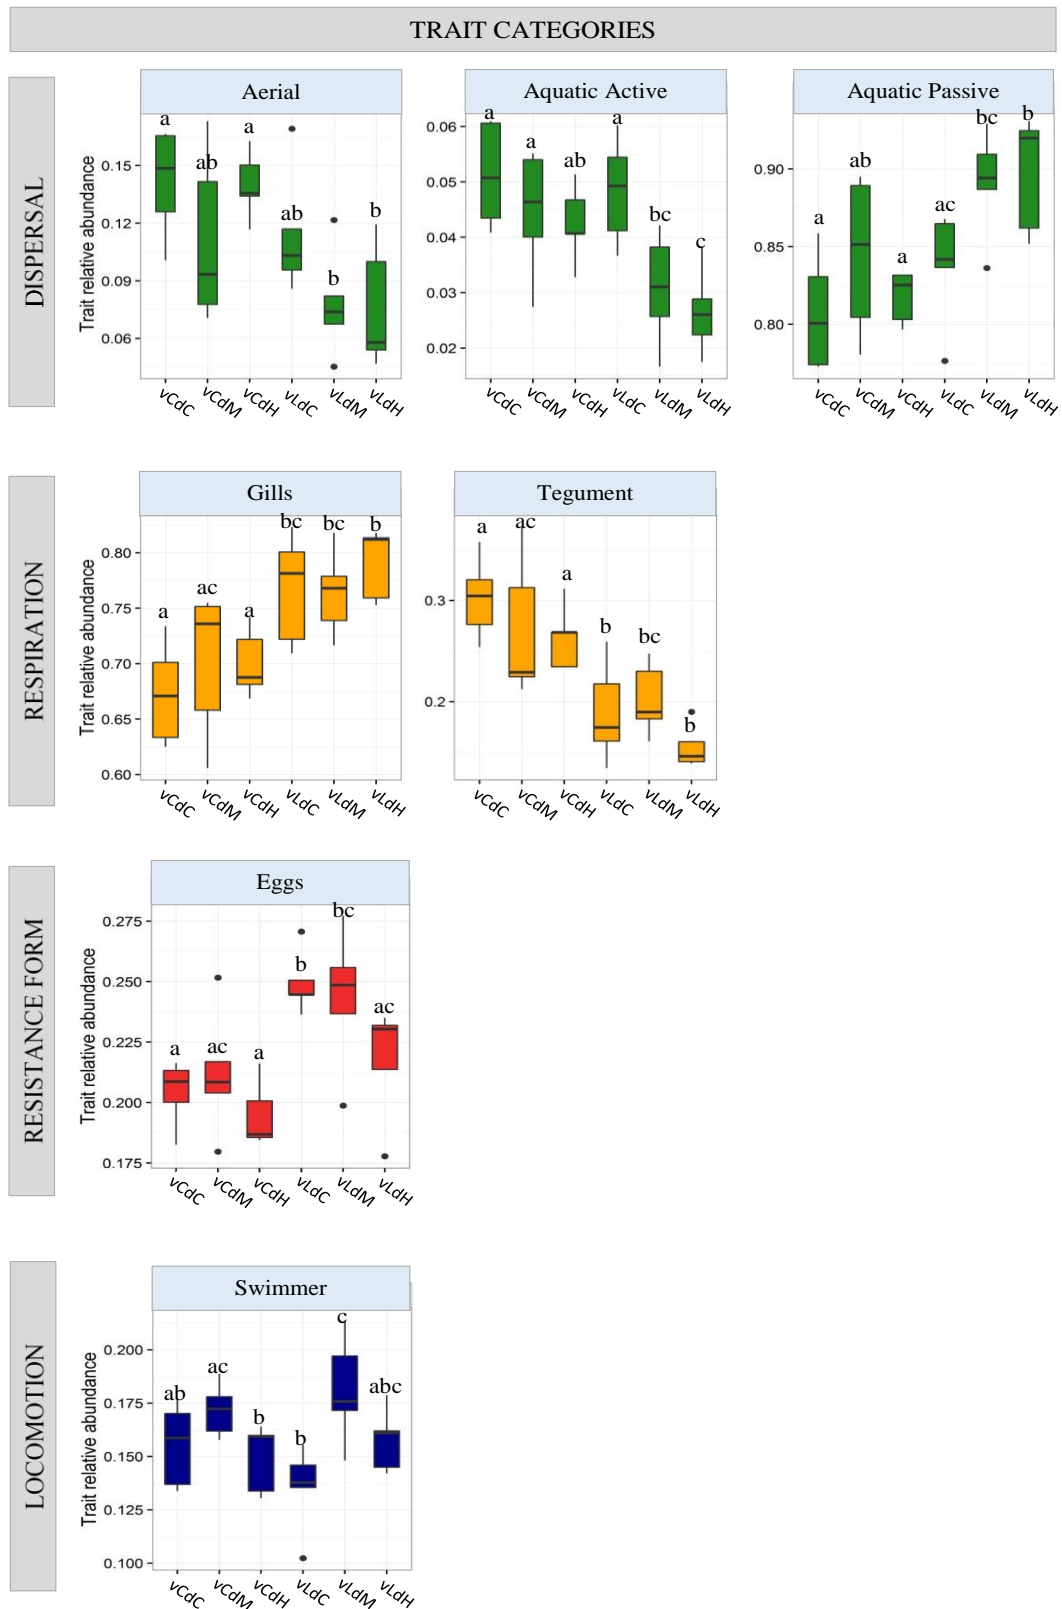 TRAIT CATEGORIES
DISPERSAL
Aerial
Aquatic Active
Aquatic Passive
Trait relative abundance
0.15
0.12
0.09
0.06
a
ab
a
ab
b
b
vCdC
vCdM
vCdH
vLdC
vLdM
vLdH
0.06
0.05
0.04
0.03
0.02
a
a
ab
a
bc
c
vCdC
vCdM
vCdH
vLdC
vLdM
vLdH
0.90
0.85
0.80
a
ab
a
ac
bc
b
vCdC
vCdM
vCdH
vLdC
vLdM
vLdH
RESPIRATION
Gills
Tegument
Trait relative abundance
0.80
0.75
0.70
0.65
0.60
a
ac
a
bc
bc
b
vCdC
vCdM
vCdH
vLdC
vLdM
vLdH
0.3
0.2
a
ac
a
b
bc
b
vCdC
vCdM
vCdH
vLdC
vLdM
vLdH
RESISTANCE FORM
Eggs
Trait relative abundance
0.275
0.250
0.225
0.200
0.175
a
ac
a
b
bc
ac
vCdC
vCdM
vCdH
vLdC
vLdM
vLdH
LOCOMOTION
Swimmer
Trait relative abundance
0.200
0.175
0.150
0.125
0.100
ab
ac
b
b
c
abc
vCdC
vCdM
vCdH
vLdC
vLdM
vLdH